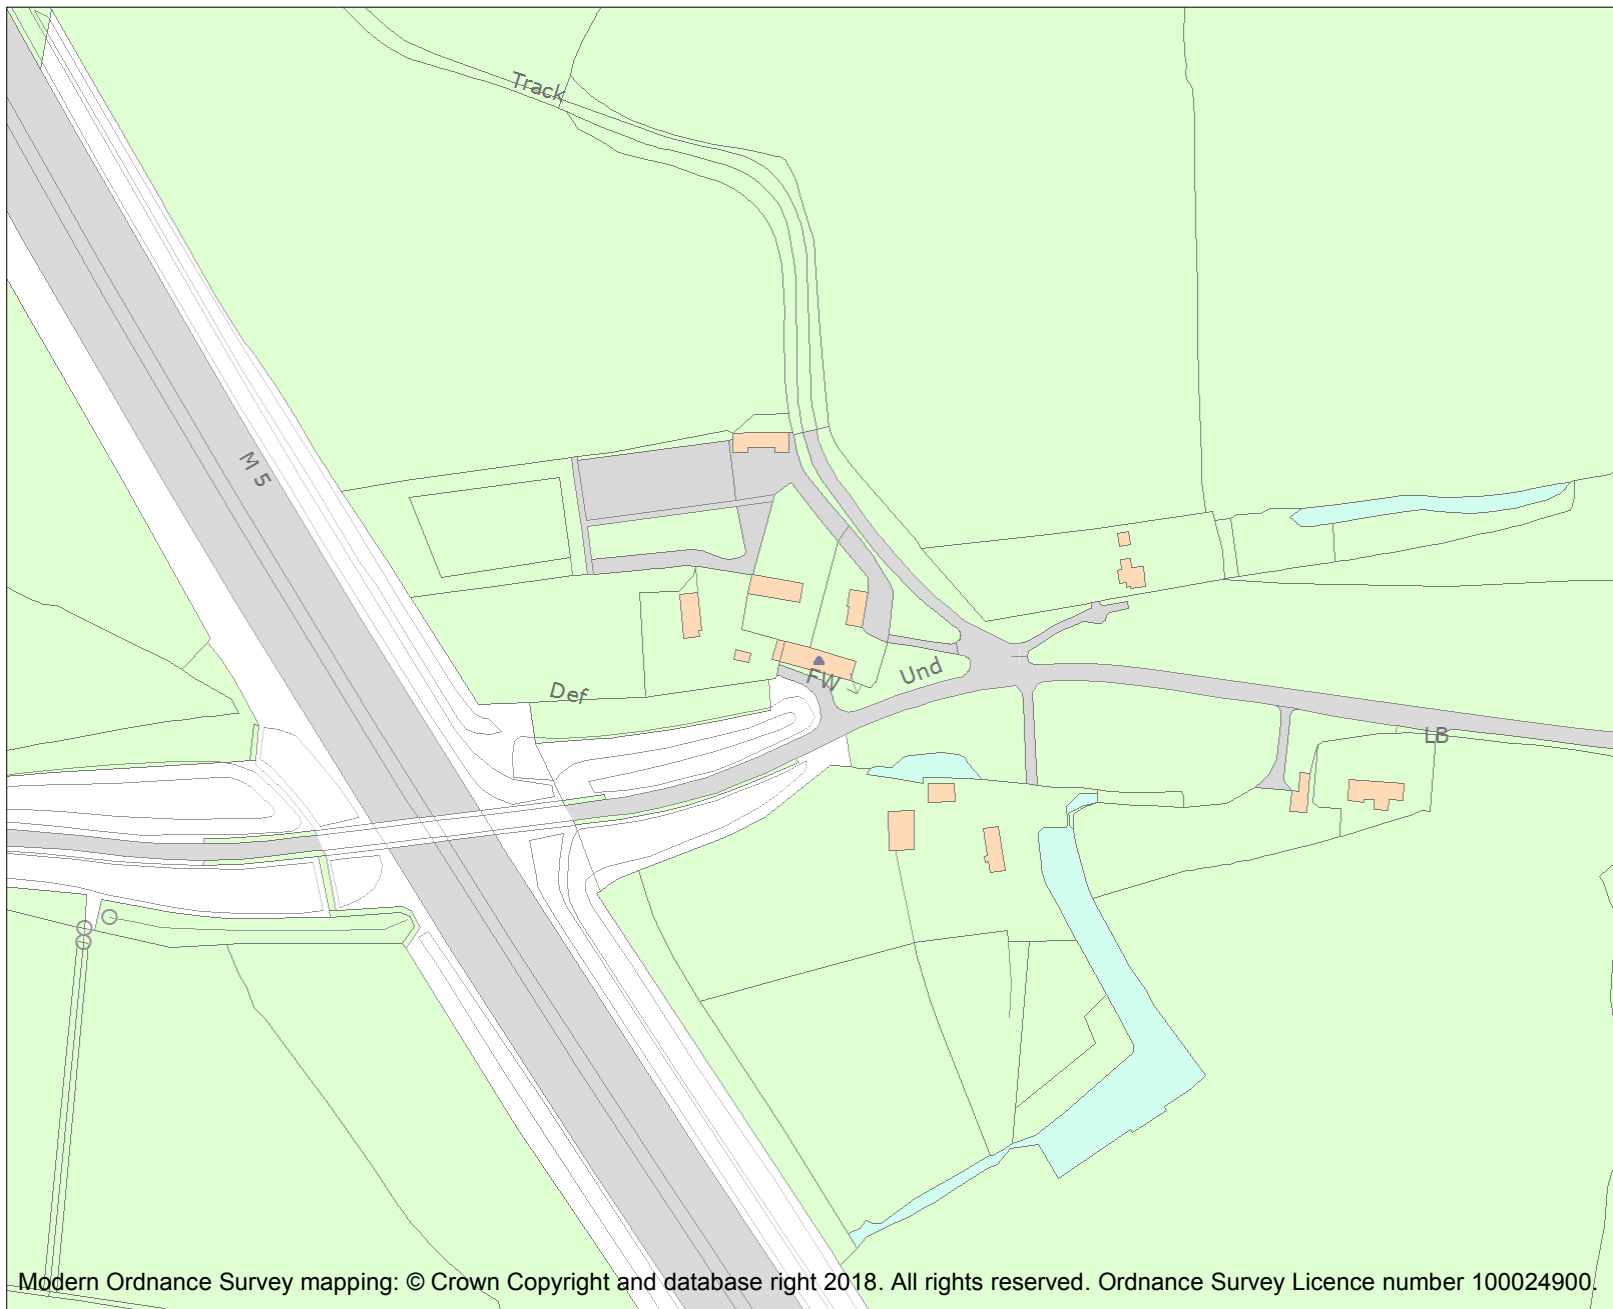 Track
M 5
FW
Und
Def
LB
Modern Ordnance Survey mapping: © Crown Copyright and database right 2018. All rights reserved. Ordnance Survey Licence number 100024900.